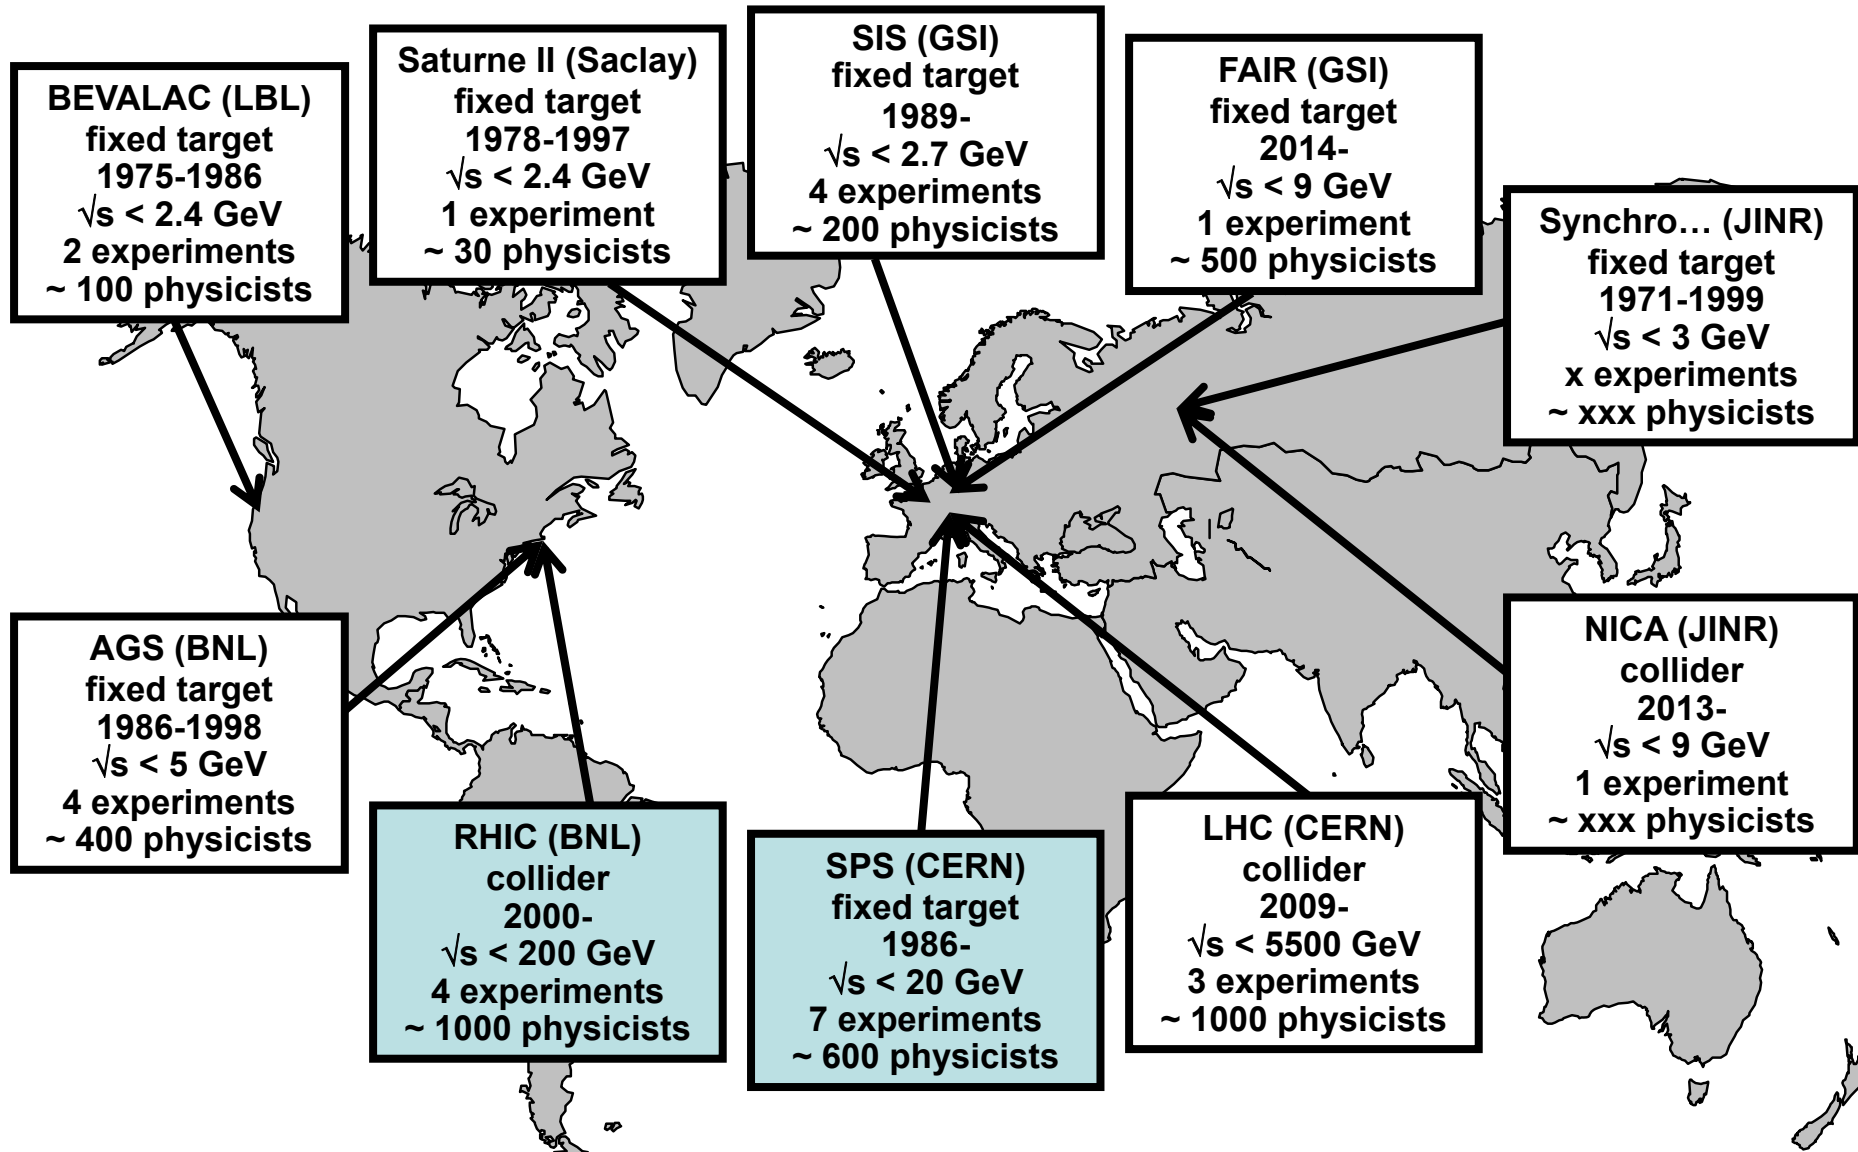 BEVALAC (LBL)
fixed target
1975-1986
√s < 2.4 GeV
2 experiments
~ 100 physicists
Saturne II (Saclay)
fixed target
1978-1997
√s < 2.4 GeV
1 experiment
~ 30 physicists
SIS (GSI)
fixed target
1989-
√s < 2.7 GeV
4 experiments
~ 200 physicists
FAIR (GSI)
fixed target
2014-
√s < 9 GeV
1 experiment
~ 500 physicists
Synchro… (JINR)
fixed target
1971-1999
√s < 3 GeV
x experiments
~ xxx physicists
AGS (BNL)
fixed target
1986-1998
√s < 5 GeV
4 experiments
~ 400 physicists
RHIC (BNL)
collider
2000-
√s < 200 GeV
4 experiments
~ 1000 physicists
SPS (CERN)
fixed target
1986-
√s < 20 GeV
7 experiments
~ 600 physicists
LHC (CERN)
collider
2009-
√s < 5500 GeV
3 experiments
~ 1000 physicists
NICA (JINR)
collider
2013-
√s < 9 GeV
1 experiment
~ xxx physicists